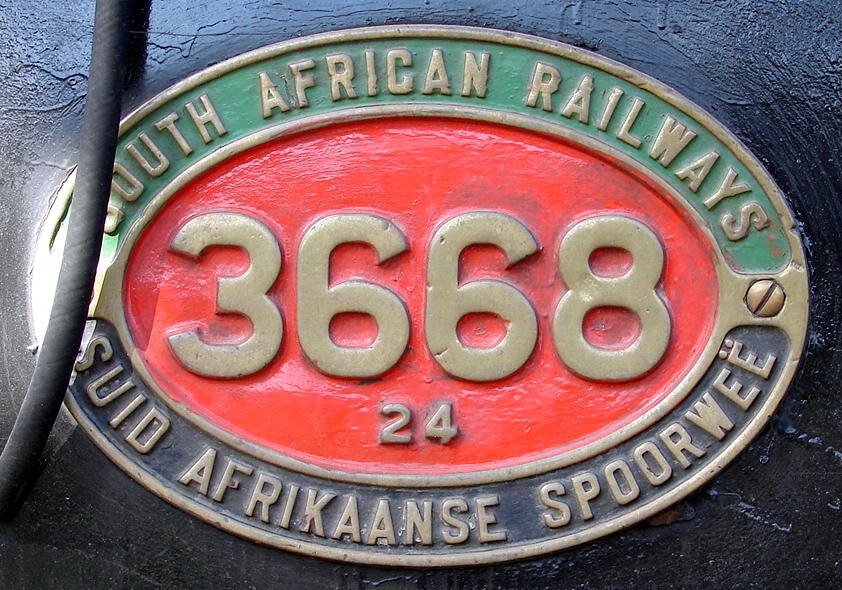 SOUTH AFRICAN RAILWAYS
3668
24
SUID AFRIKAANSE SPOORWEË